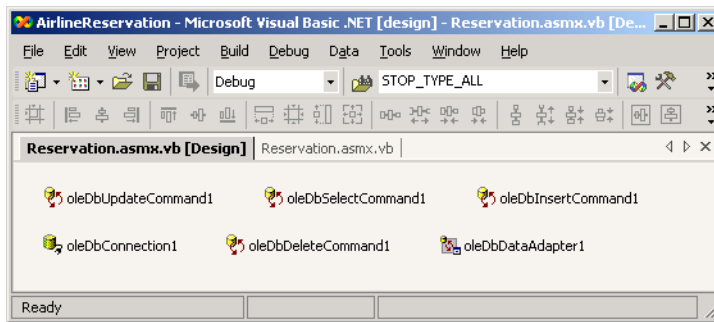 AirlineReservation - Microsoft Visual Basic .NET [design] - Reservation.asmx.vb [De...
File Edit View Project Build Debug Data Tools Window Help
Debug STOP_TYPE_ALL
Reservation.asmx.vb [Design] Reservation.asmx.vb
oleDbUpdateCommand1 oleDbSelectCommand1 oleDbInsertCommand1
oleDbConnection1 oleDbDeleteCommand1 oleDbDataAdapter1
Ready